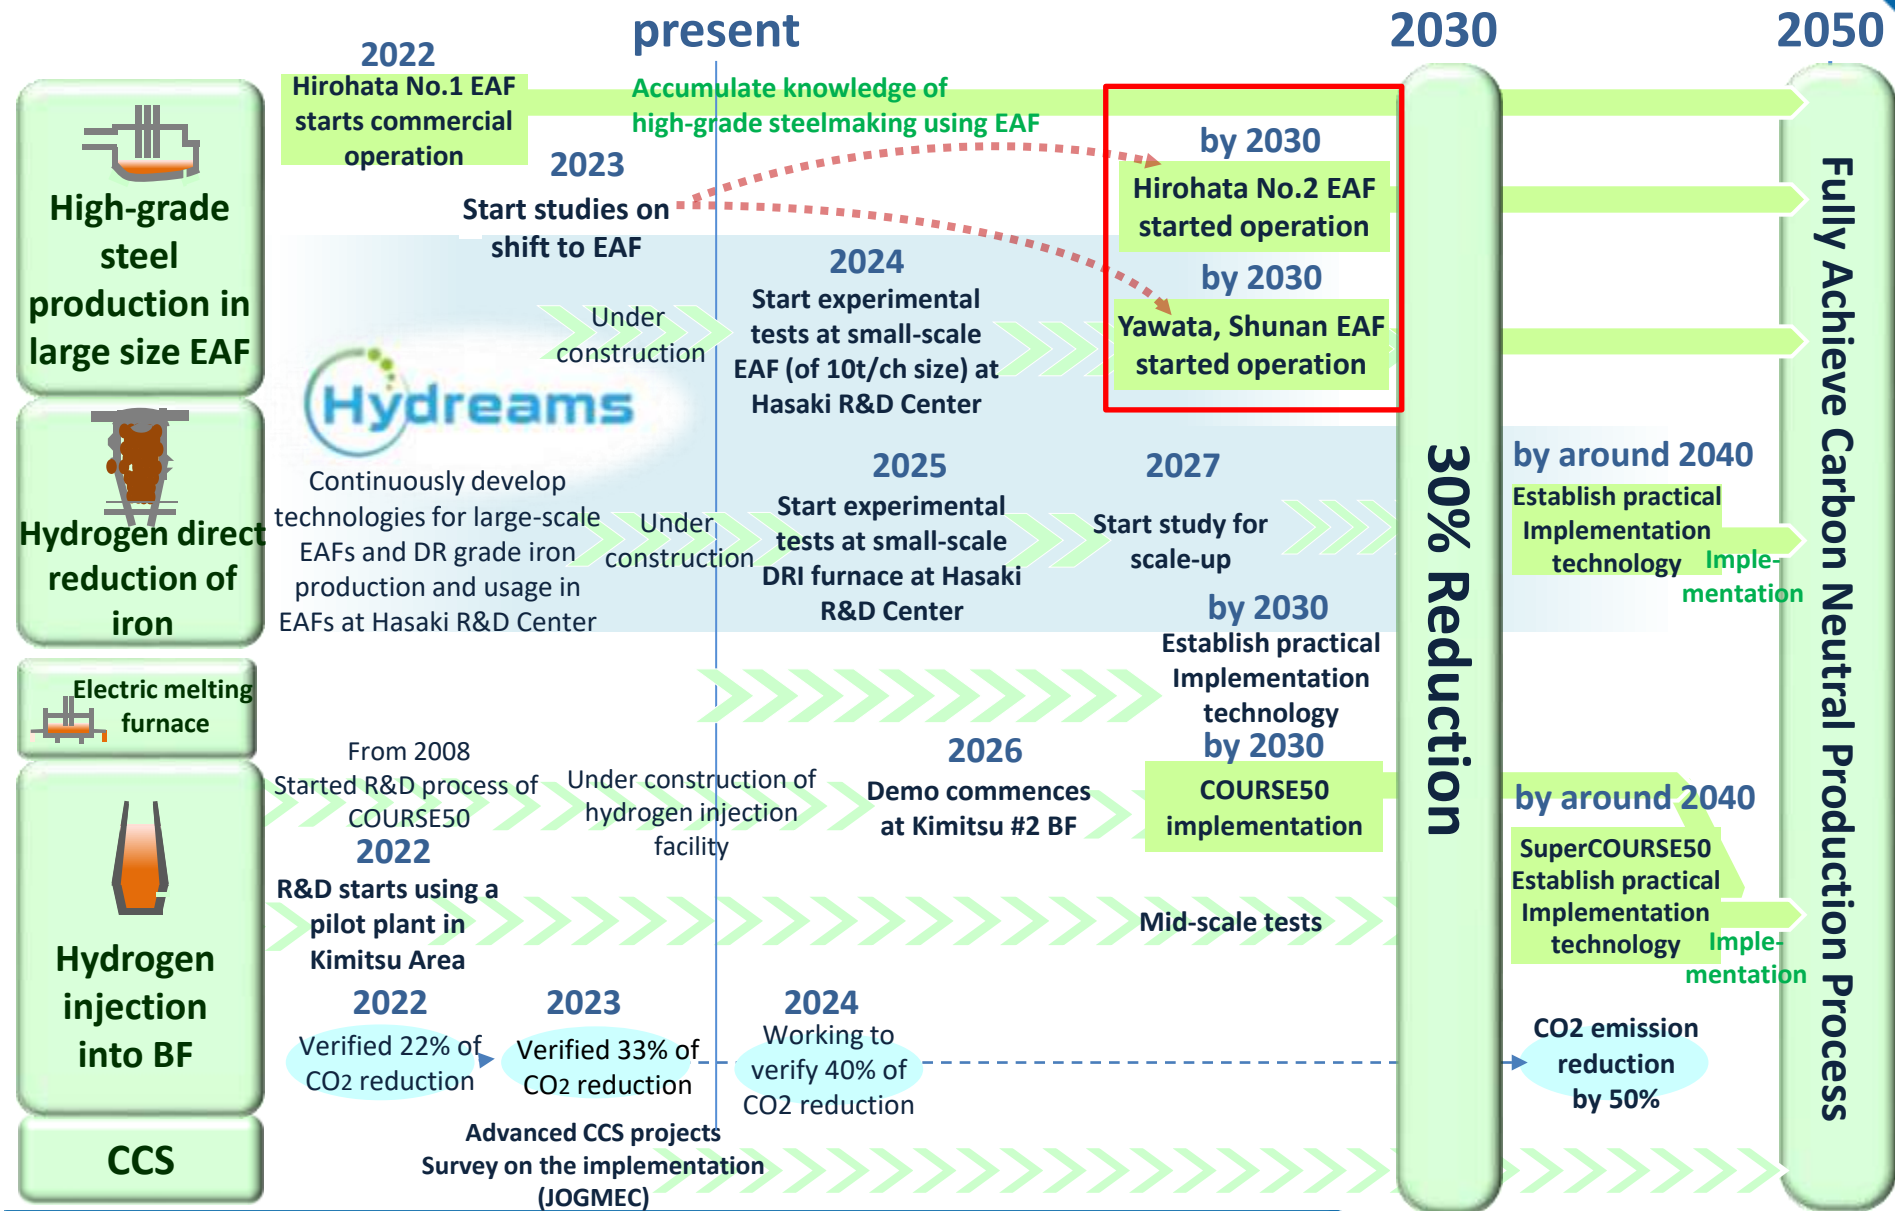 present
2030
2050
2022
Hirohata No.1 EAF
starts commercial
operation
Accumulate knowledge of
high-grade steelmaking using EAF
2023
Start studies on
shift to EAF
by 2030
Hirohata No.2 EAF
started operation
by 2030
Yawata, Shunan EAF
started operation
High-grade
steel
production in
large size EAF
Under
construction
2024
Start experimental
tests at small-scale
EAF (of 10t/ch size) at
Hasaki R&D Center
Hydreams
Continuously develop
technologies for large-scale
EAFs and DR grade iron
production and usage in
EAFs at Hasaki R&D Center
Hydrogen direct
reduction of
iron
Under
construction
2025
Start experimental
tests at small-scale
DRI furnace at Hasaki
R&D Center
2027
Start study for
scale-up
by around 2040
Establish practical
Implementation
technology
Imple-
mentation
Electric melting
furnace
by 2030
Establish practical
Implementation
technology
Hydrogen
injection
into BF
From 2008
Started R&D process of
COURSE50
Under construction of
hydrogen injection
facility
2026
Demo commences
at Kimitsu #2 BF
by 2030
COURSE50
implementation
by around 2040
SuperCOURSE50
Establish practical
Implementation
technology
Imple-
mentation
2022
R&D starts using a
pilot plant in
Kimitsu Area
Mid-scale tests
2022
Verified 22% of
CO2 reduction
2023
Verified 33% of
CO2 reduction
2024
Working to
verify 40% of
CO2 reduction
CO2 emission
reduction
by 50%
CCS
Advanced CCS projects
Survey on the implementation
(JOGMEC)
30% Reduction
Fully Achieve Carbon Neutral Production Process